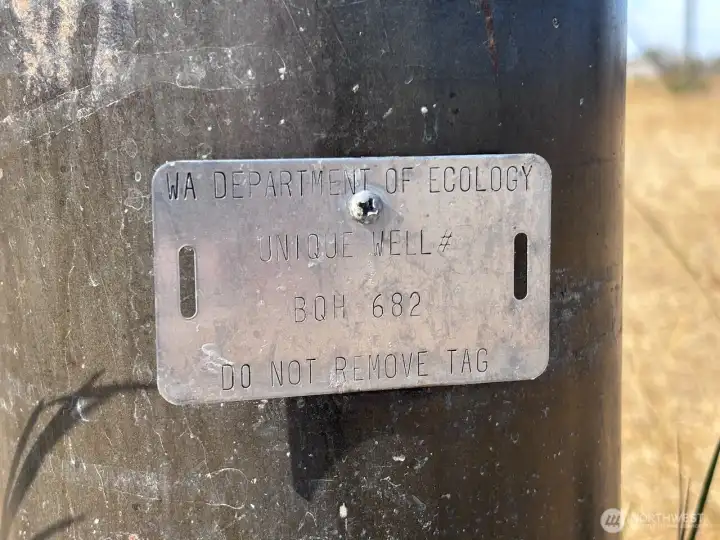 WA DEPARTMENT OF ECOLOGY
UNIQUE WELL#
BQH 682
DO NOT REMOVE TAG
NORTHWEST